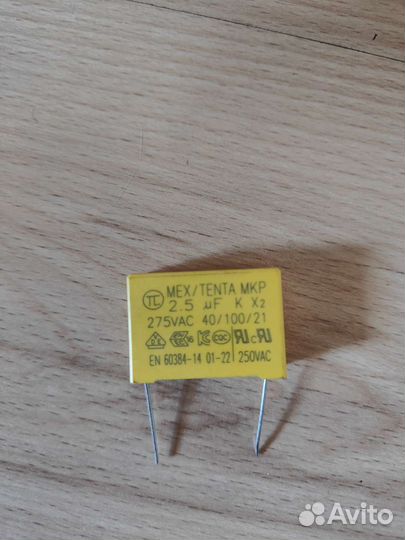 MEX/TENTA MKP
2.5 µF K X2
275VAC 40/100/21
EN 60384-14 01-22 250VAC
Avito